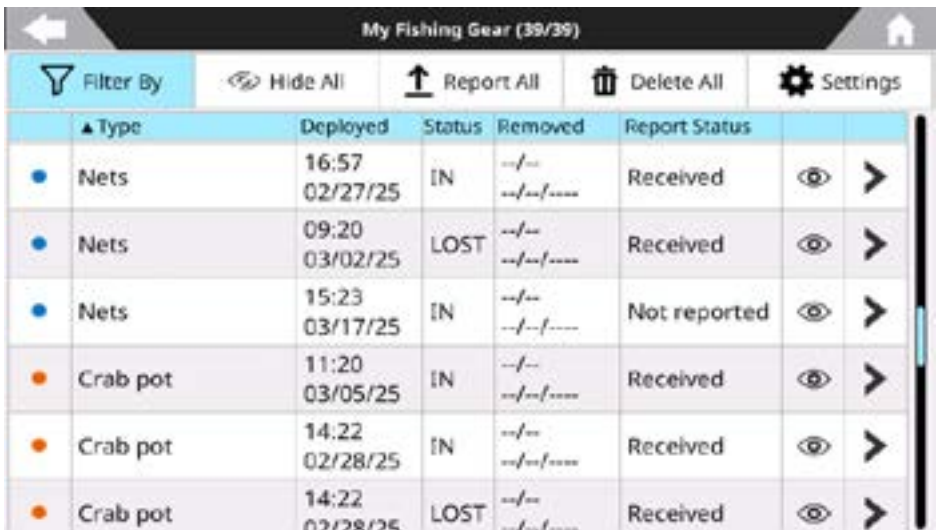 My Fishing Gear (39/39)
Filter By Hide All Report All Delete All Settings
▲Type Deployed Status Removed Report Status
Nets 16:57 02/27/25 IN --/-- --/--/---- Received
Nets 09:20 03/02/25 LOST --/-- --/--/---- Received
Nets 15:23 03/17/25 IN --/-- --/--/---- Not reported
Crab pot 11:20 03/05/25 IN --/-- --/--/---- Received
Crab pot 14:22 02/28/25 IN --/-- --/--/---- Received
Crab pot 14:22 02/28/25 LOST --/-- --/--/---- Received